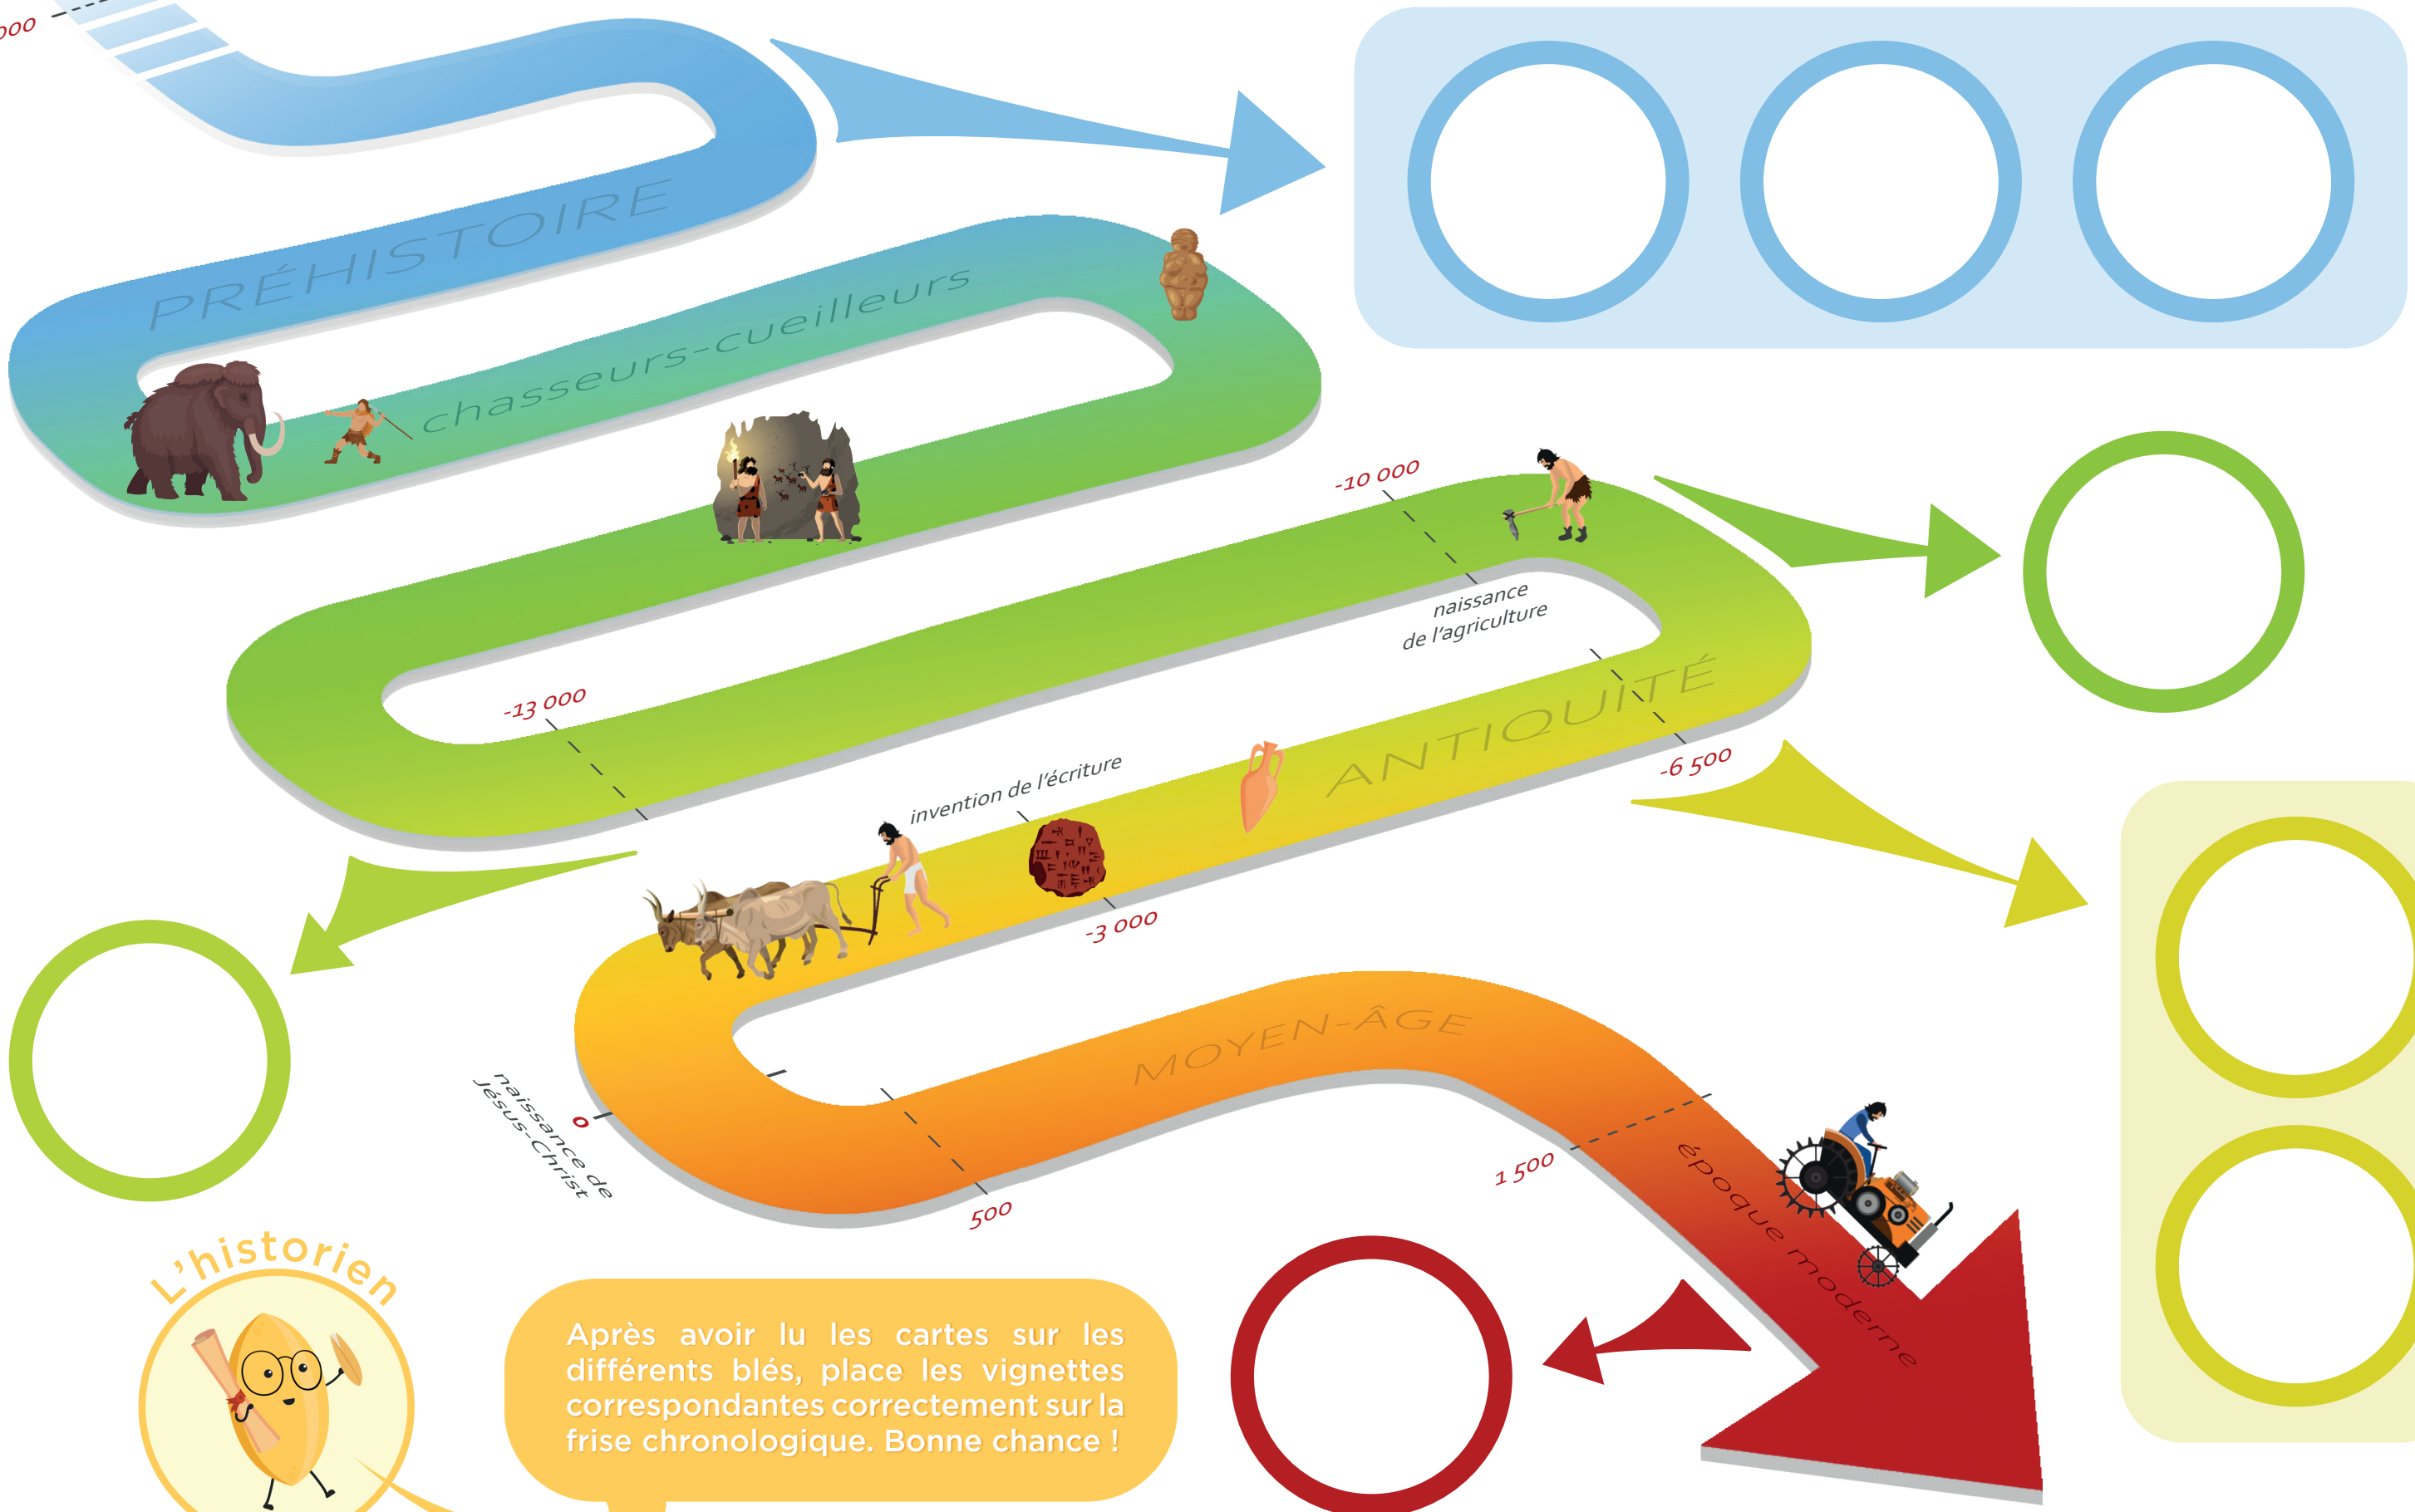 000
PRÉHISTOIRE
chasseurs-cueilleurs
-10 000
naissance
de l'agriculture
-13 000
ANTIQUITÉ
-6 500
invention de l'écriture
-3 000
MOYEN-ÂGE
naissance de
Jésus-Christ
0
500
1 500
époque moderne
L'historien
Après avoir lu les cartes sur les
différents blés, place les vignettes
correspondantes correctement sur la
frise chronologique. Bonne chance !